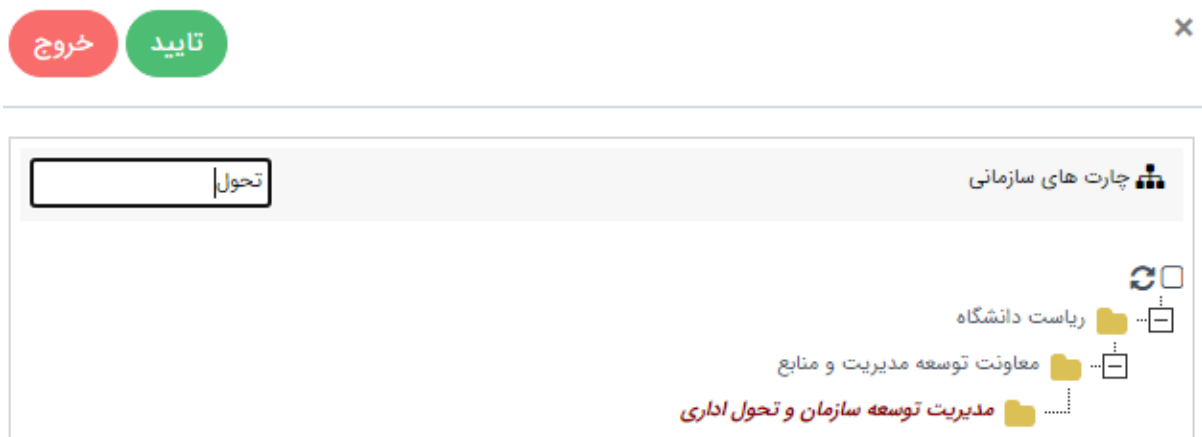 تایید
خروج
چارت های سازمانی
تحول
ریاست دانشگاه
معاونت توسعه مدیریت و منابع
مدیریت توسعه سازمان و تحول اداری